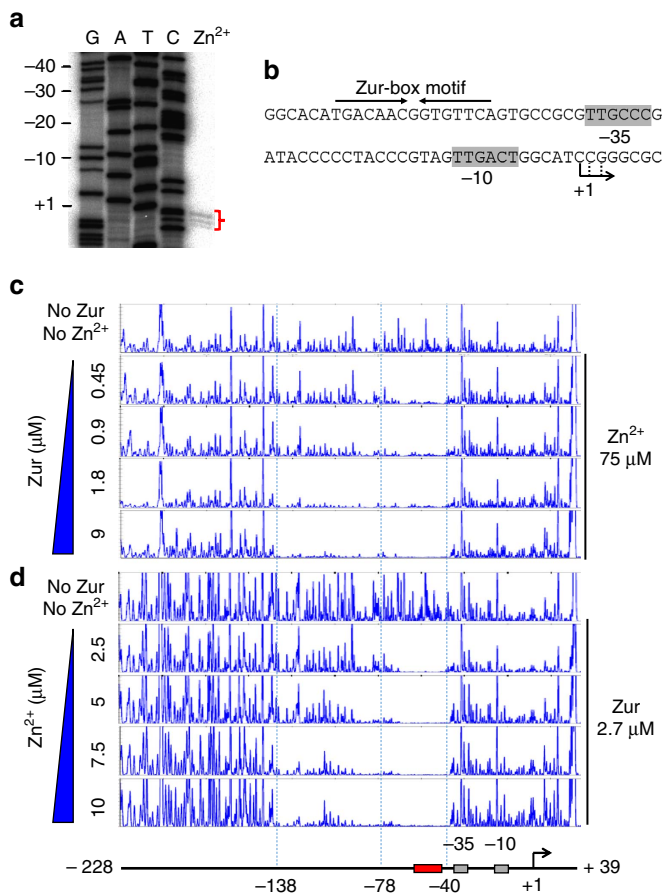 a
G A T C Zn²⁺
–40
–30
–20
–10
+1
b
Zur-box motif
GGCACATGACAACGGTGTTCAGTGCCGCGTTGCCCG
–35
ATACCCCCTACCCGTAGTTGACTGGCATCCGGGCGC
–10
+1
c
No Zur
No Zn²⁺
Zur (μM)
0.45
0.9
1.8
9
Zn²⁺
75 μM
d
No Zur
No Zn²⁺
Zn²⁺ (μM)
2.5
5
7.5
10
Zur
2.7 μM
–35 –10
–228 +39
–138 –78 –40 +1